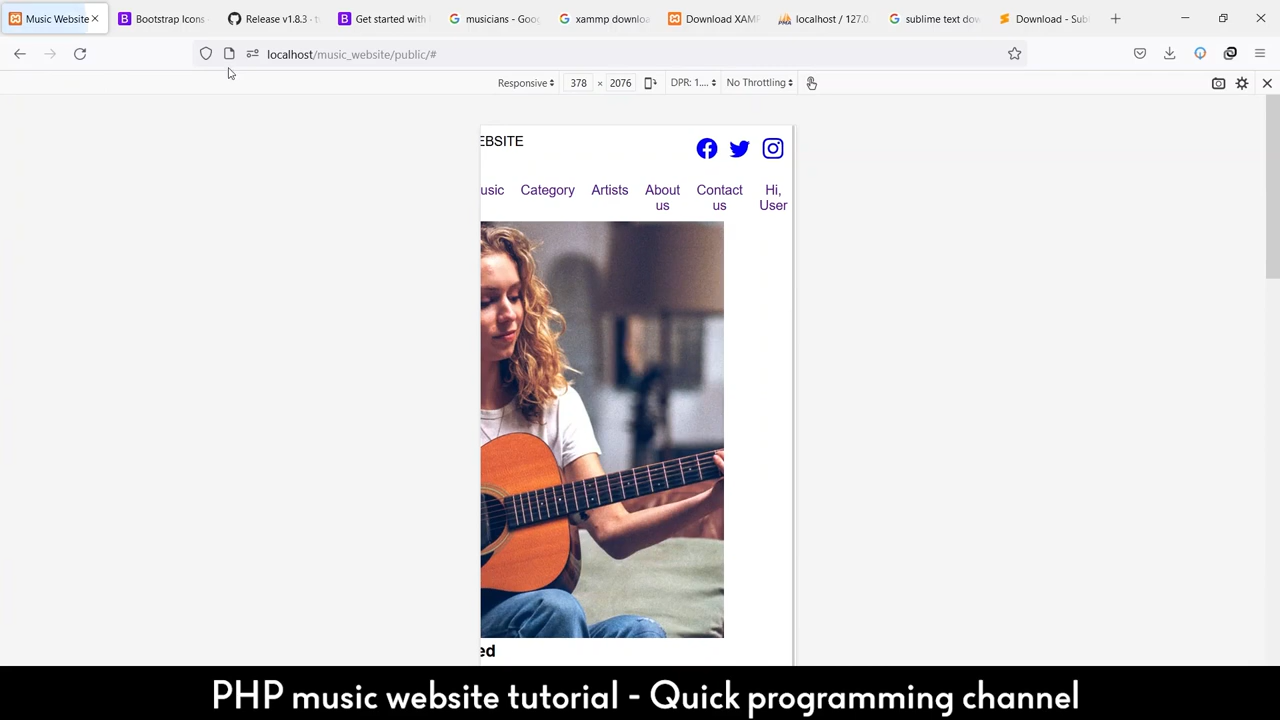 Music Website
Bootstrap Icons
Release v1.8.3 - t
Get started with
musicians - Goo
xammp downlo
Download XAM
localhost / 127.0
sublime text do
Download - Sub
localhost/music_website/public/#
Responsive 378 × 2076 DPR: 1.... No Throttling
EBSITE
usic Category Artists About us Contact us Hi, User
ed
PHP music website tutorial - Quick programming channel